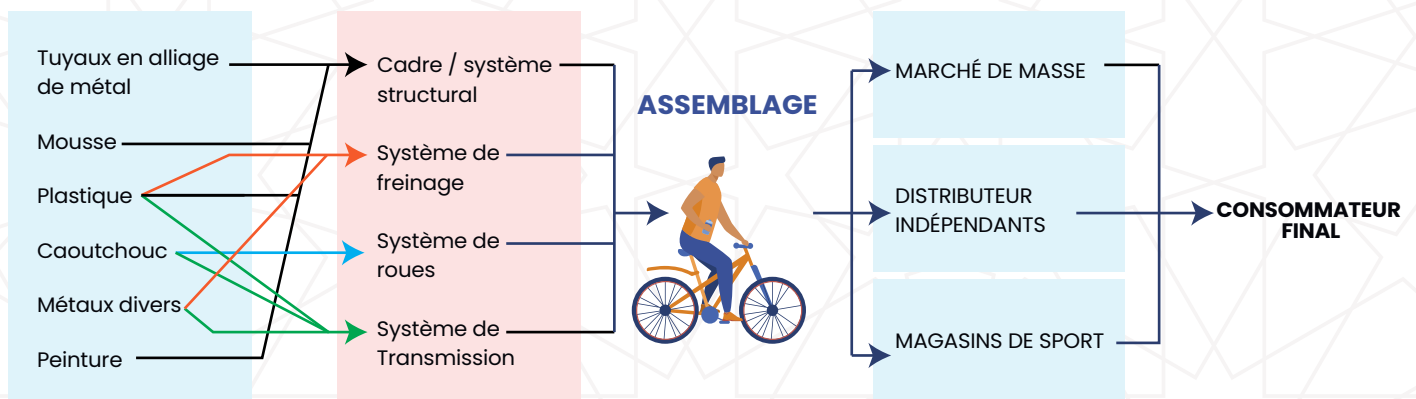 Tuyaux en alliage
de métal
Mousse
Plastique
Caoutchouc
Métaux divers
Peinture
Cadre / système
structural
Système de
freinage
Système de
roues
Système de
Transmission
ASSEMBLAGE
MARCHÉ DE MASSE
DISTRIBUTEUR
INDÉPENDANTS
MAGASINS DE SPORT
CONSOMMATEUR
FINAL